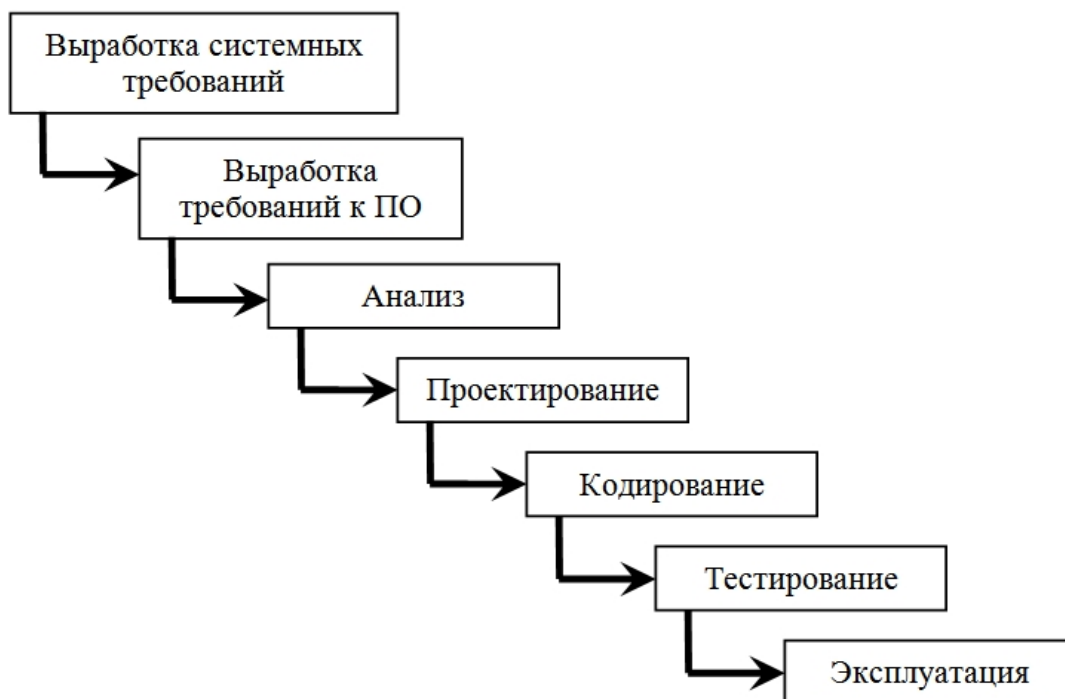 Выработка системных
требований
Выработка
требований к ПО
Анализ
Проектирование
Кодирование
Тестирование
Эксплуатация